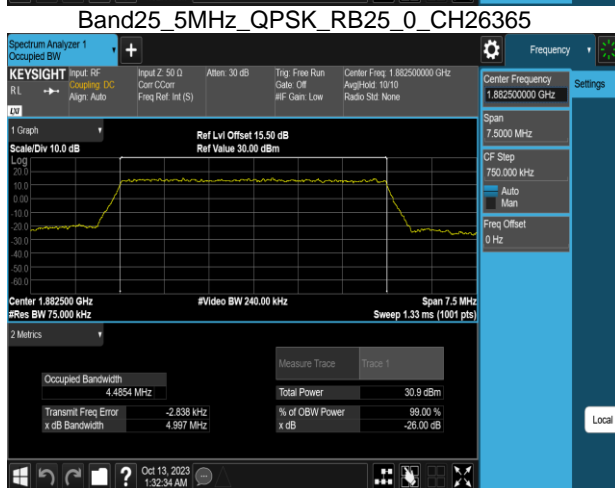 Band25_5MHz_QPSK_RB25_0_CH26365
Spectrum Analyzer 1
Occupied BW
Frequency
KEYSIGHT
RL
LXI
Input: RF
Coupling: DC
Align: Auto
Input Z: 50 Ω
Corr CCorr
Freq Ref: Int (S)
Atten: 30 dB
Trig: Free Run
Gate: Off
#IF Gain: Low
Center Freq: 1.882500000 GHz
Avg|Hold: 10/10
Radio Std: None
Center Frequency
1.882500000 GHz
Settings
Span
7.5000 MHz
CF Step
750.000 kHz
Auto
Man
Freq Offset
0 Hz
Local
1 Graph
Scale/Div 10.0 dB
Ref Lvl Offset 15.50 dB
Ref Value 30.00 dBm
Log
20.0
10.0
0.00
-10.0
-20.0
-30.0
-40.0
-50.0
-60.0
Center 1.882500 GHz
#Res BW 75.000 kHz
#Video BW 240.00 kHz
Span 7.5 MHz
Sweep 1.33 ms (1001 pts)
2 Metrics
Measure Trace
Trace 1
Occupied Bandwidth
4.4854 MHz
Total Power
30.9 dBm
Transmit Freq Error
-2.838 kHz
% of OBW Power
99.00 %
x dB Bandwidth
4.997 MHz
x dB
-26.00 dB
?
Oct 13, 2023
1:32:34 AM